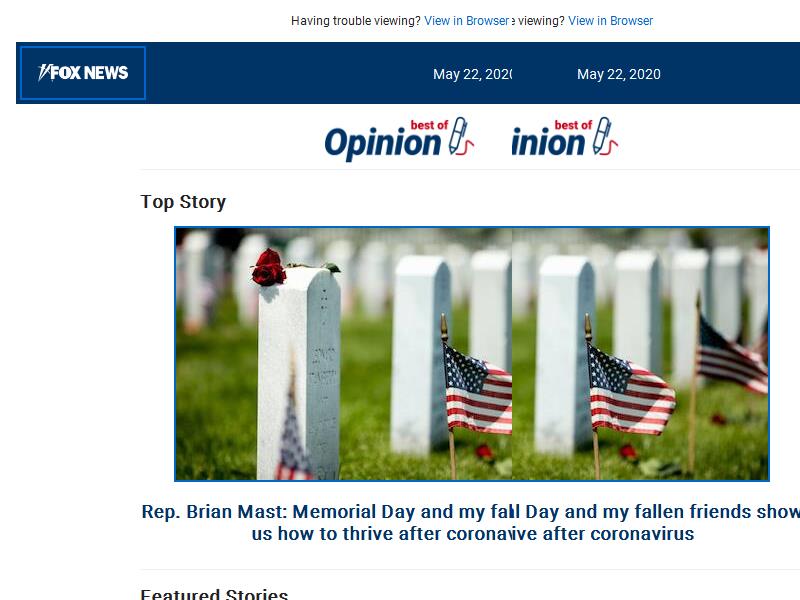 Having trouble viewing? View in Browser e viewing? View in Browser
FOX NEWS
May 22, 2020 May 22, 2020
best of best of
Opinion inion
Top Story
Rep. Brian Mast: Memorial Day and my fall Day and my fallen friends show
us how to thrive after coronaive after coronavirus
Featured Stories